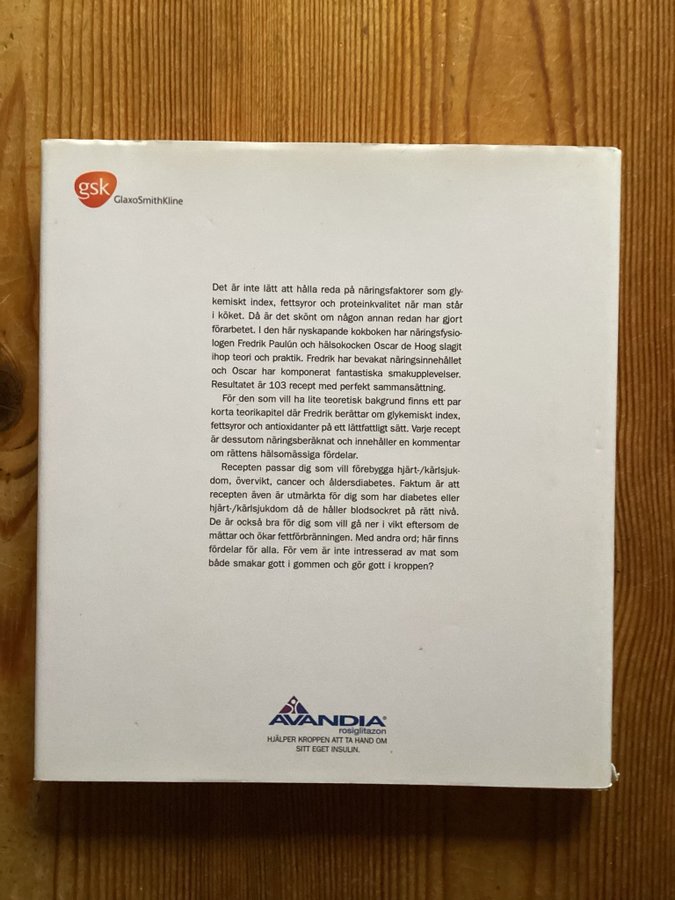 gsk
GlaxoSmithKline
Det är inte lätt att hålla reda på näringsfaktorer som gly-
kemiskt index, fettsyror och proteinkvalitet när man står
i köket. Då är det skönt om någon annan redan har gjort
förarbetet. I den här nyskapande kokboken har näringsfysio-
logen Fredrik Paulún och hälsokocken Oscar de Hoog slagit
ihop teori och praktik. Fredrik har bevakat näringsinnehållet
och Oscar har komponerat fantastiska smakupplevelser.
Resultatet är 103 recept med perfekt sammansättning.
För den som vill ha lite teoretisk bakgrund finns ett par
korta teorikapitel där Fredrik berättar om glykemiskt index,
fettsyror och antioxidanter på ett lättfattligt sätt. Varje recept
är dessutom näringsberäknat och innehåller en kommentar
om rättens hälsomässiga fördelar.
Recepten passar dig som vill förebygga hjärt-/kärlsjuk-
dom, övervikt, cancer och åldersdiabetes. Faktum är att
recepten även är utmärkta för dig som har diabetes eller
hjärt-/kärlsjukdom då de håller blodsockret på rätt nivå.
De är också bra för dig som vill gå ner i vikt eftersom de
mättar och ökar fettförbränningen. Med andra ord; här finns
fördelar för alla. För vem är inte intresserad av mat som
både smakar gott i gommen och gör gott i kroppen?
AVANDIA®
rosiglitazon
HJÄLPER KROPPEN ATT TA HAND OM
SITT EGET INSULIN.